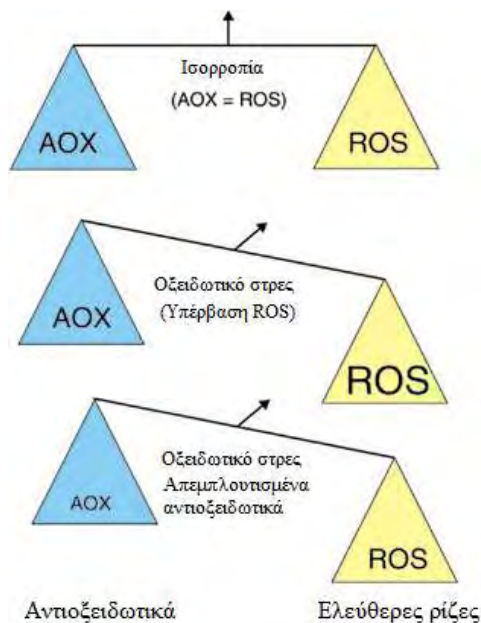 Ισορροπία
(AOX = ROS)
AOX
ROS
Οξειδωτικό στρες
(Υπέρβαση ROS)
AOX
ROS
Οξειδωτικό στρες
Απεμπλουτισμένα
αντιοξειδωτικά
AOX
ROS
Αντιοξειδωτικά
Ελεύθερες ρίζες